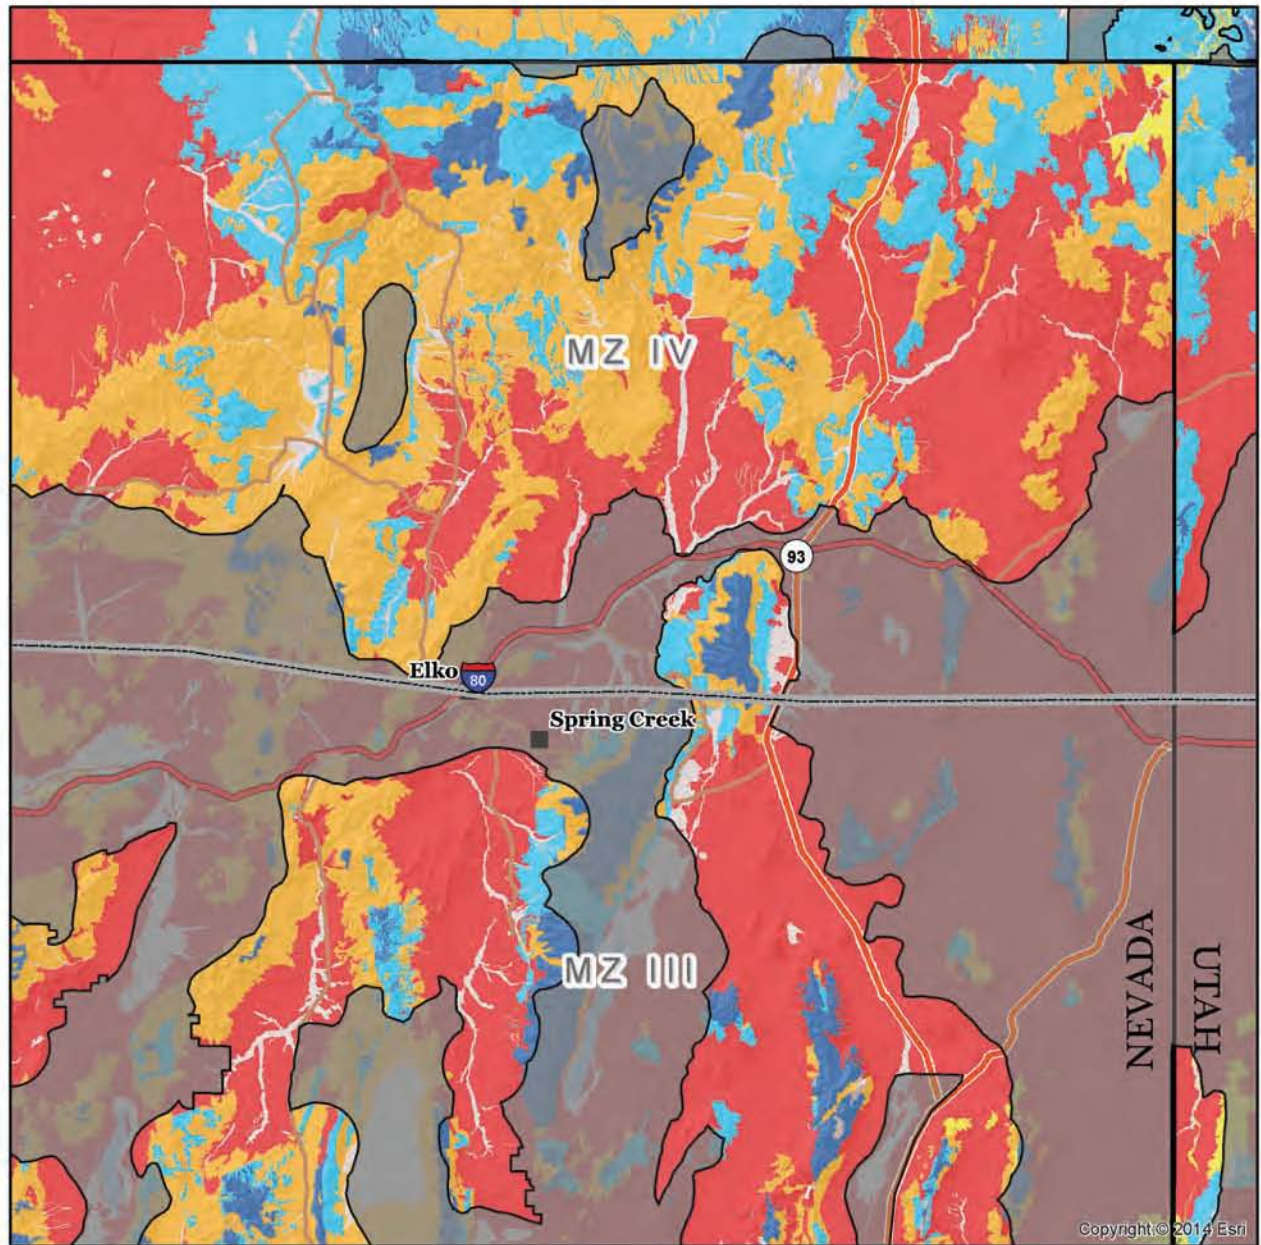 MZ IV
93
Elko
80
Spring Creek
MZ III
NEVADA
UTAH
Copyright:© 2014 Esri